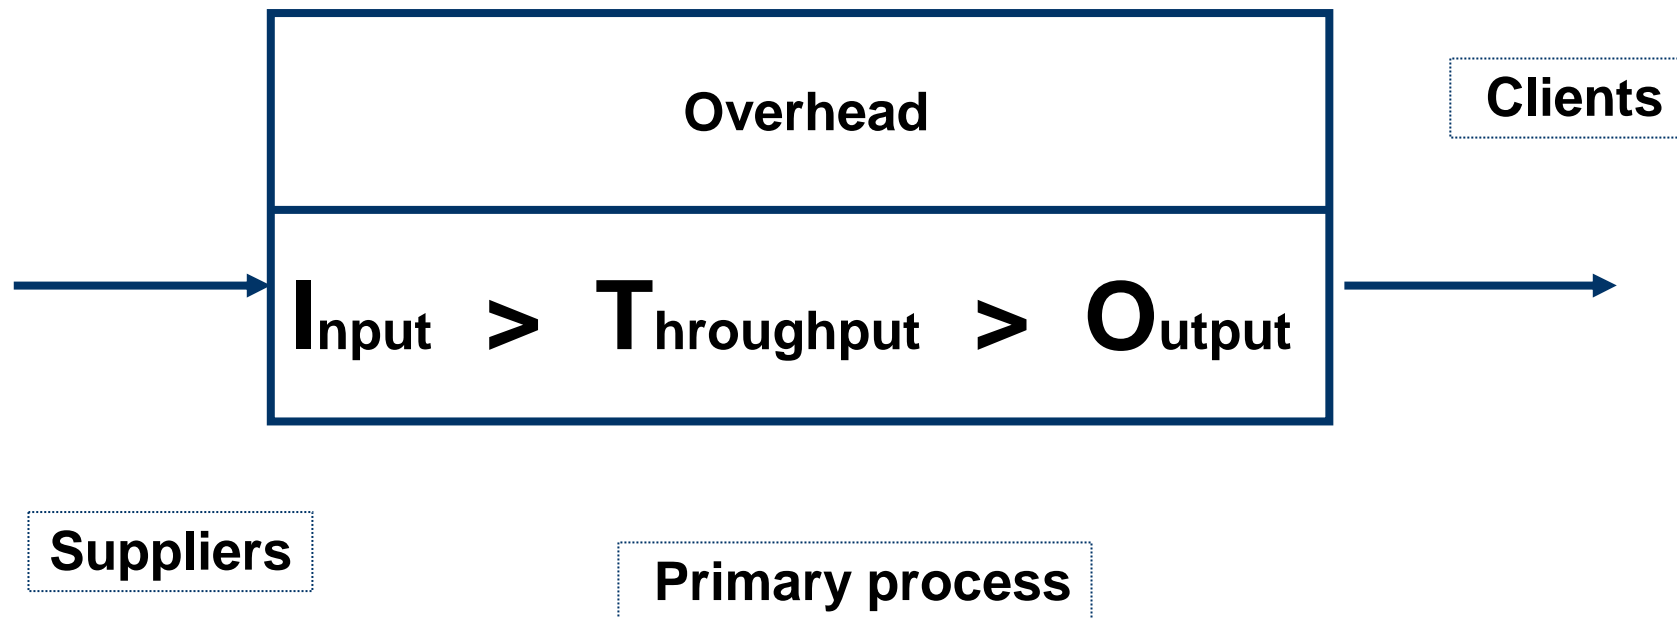 Overhead
Clients
Input > Throughput > Output
Suppliers
Primary process